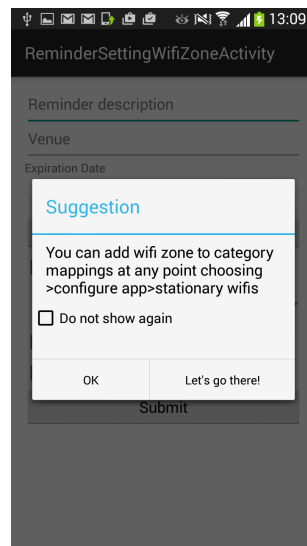 13:09
ReminderSettingWifiZoneActivity
Reminder description
Venue
Expiration Date
Suggestion
You can add wifi zone to category
mappings at any point choosing
>configure app>stationary wifis
Do not show again
OK Let's go there!
Submit